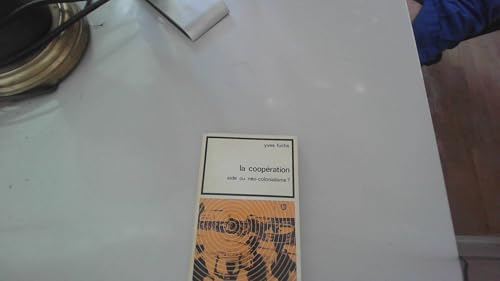 yves fuchs
la coopération
aide ou néo-colonialisme ?